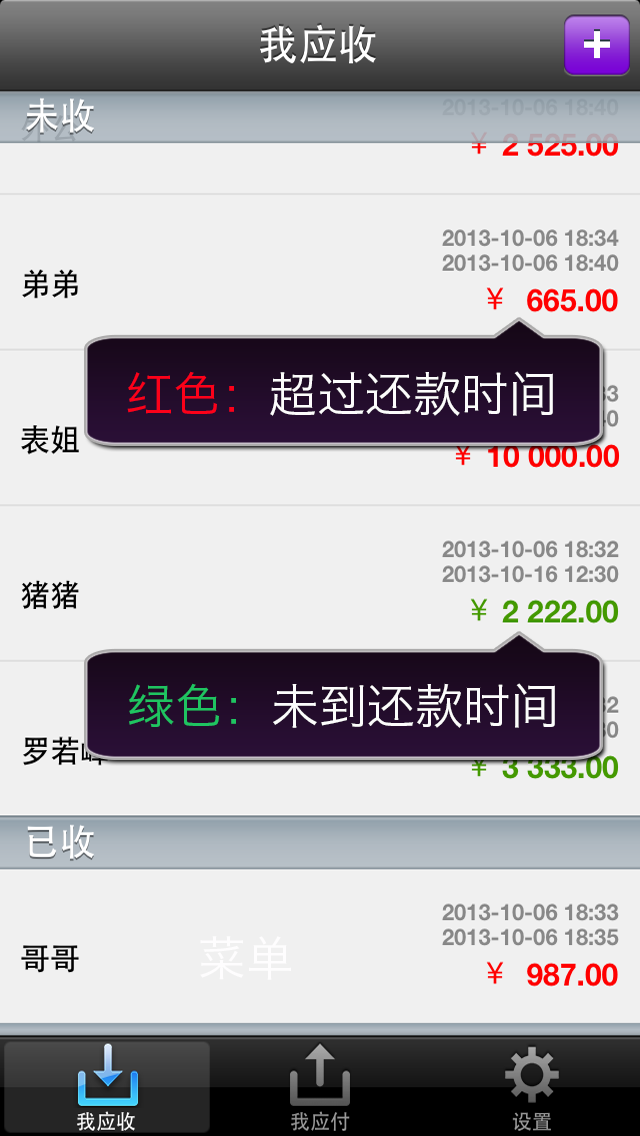 我应收
+
未收
2013-10-06 18:40
¥ 2 525.00
2013-10-06 18:34
2013-10-06 18:40
弟弟
¥ 665.00
红色：超过还款时间
表姐
¥ 10 000.00
2013-10-06 18:32
2013-10-16 12:30
猪猪
¥ 2 222.00
绿色：未到还款时间
罗若峰
¥ 3 333.00
已收
2013-10-06 18:33
2013-10-06 18:35
哥哥
菜单
¥ 987.00
我应收
我应付
设置